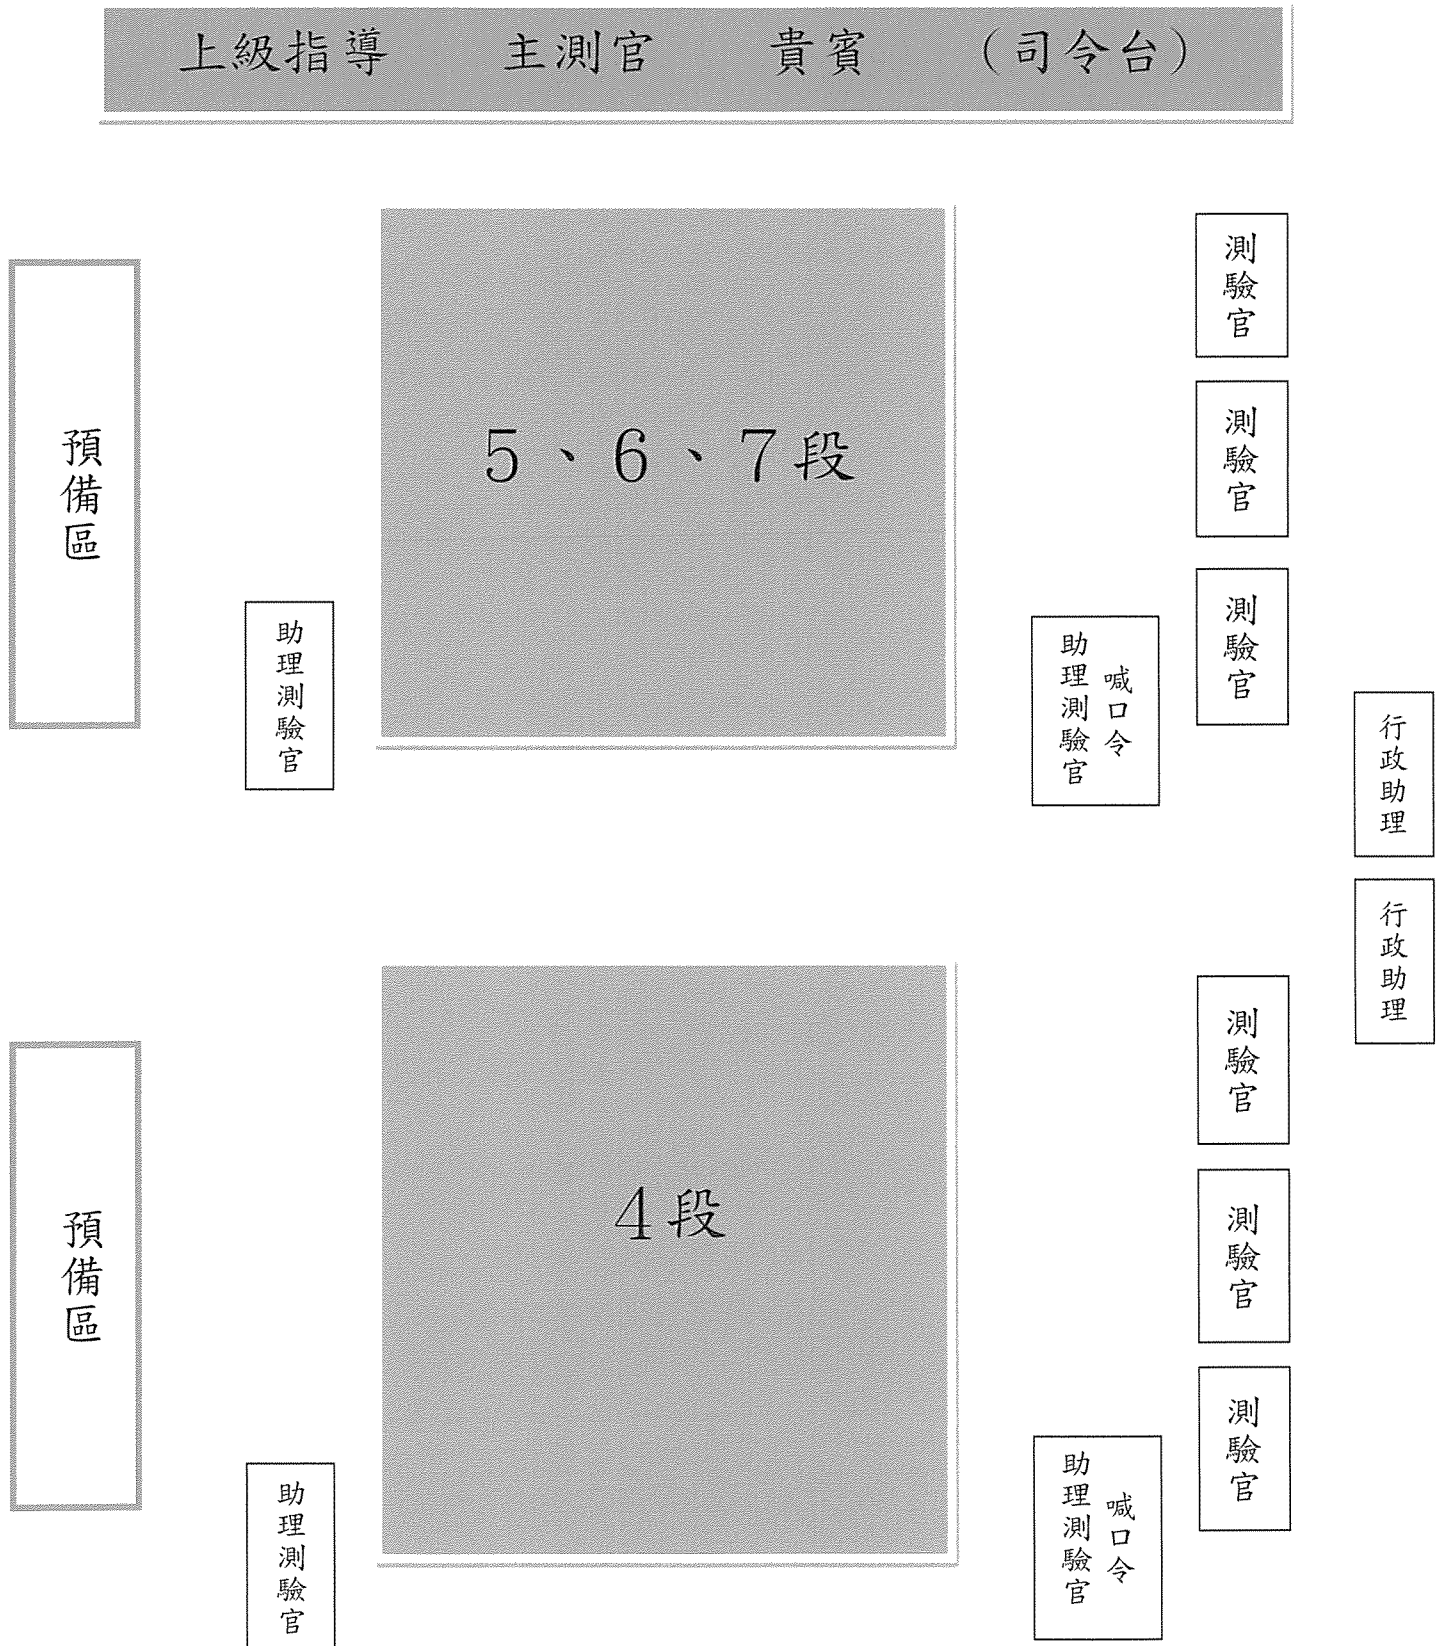 上級指導 主測官 貴賓 （司令台）
測驗官
預備區
5、6、7段
測驗官
測驗官
助理測驗官
喊口令
助理測驗官
行政助理
行政助理
測驗官
預備區
4段
測驗官
測驗官
助理測驗官
喊口令
助理測驗官